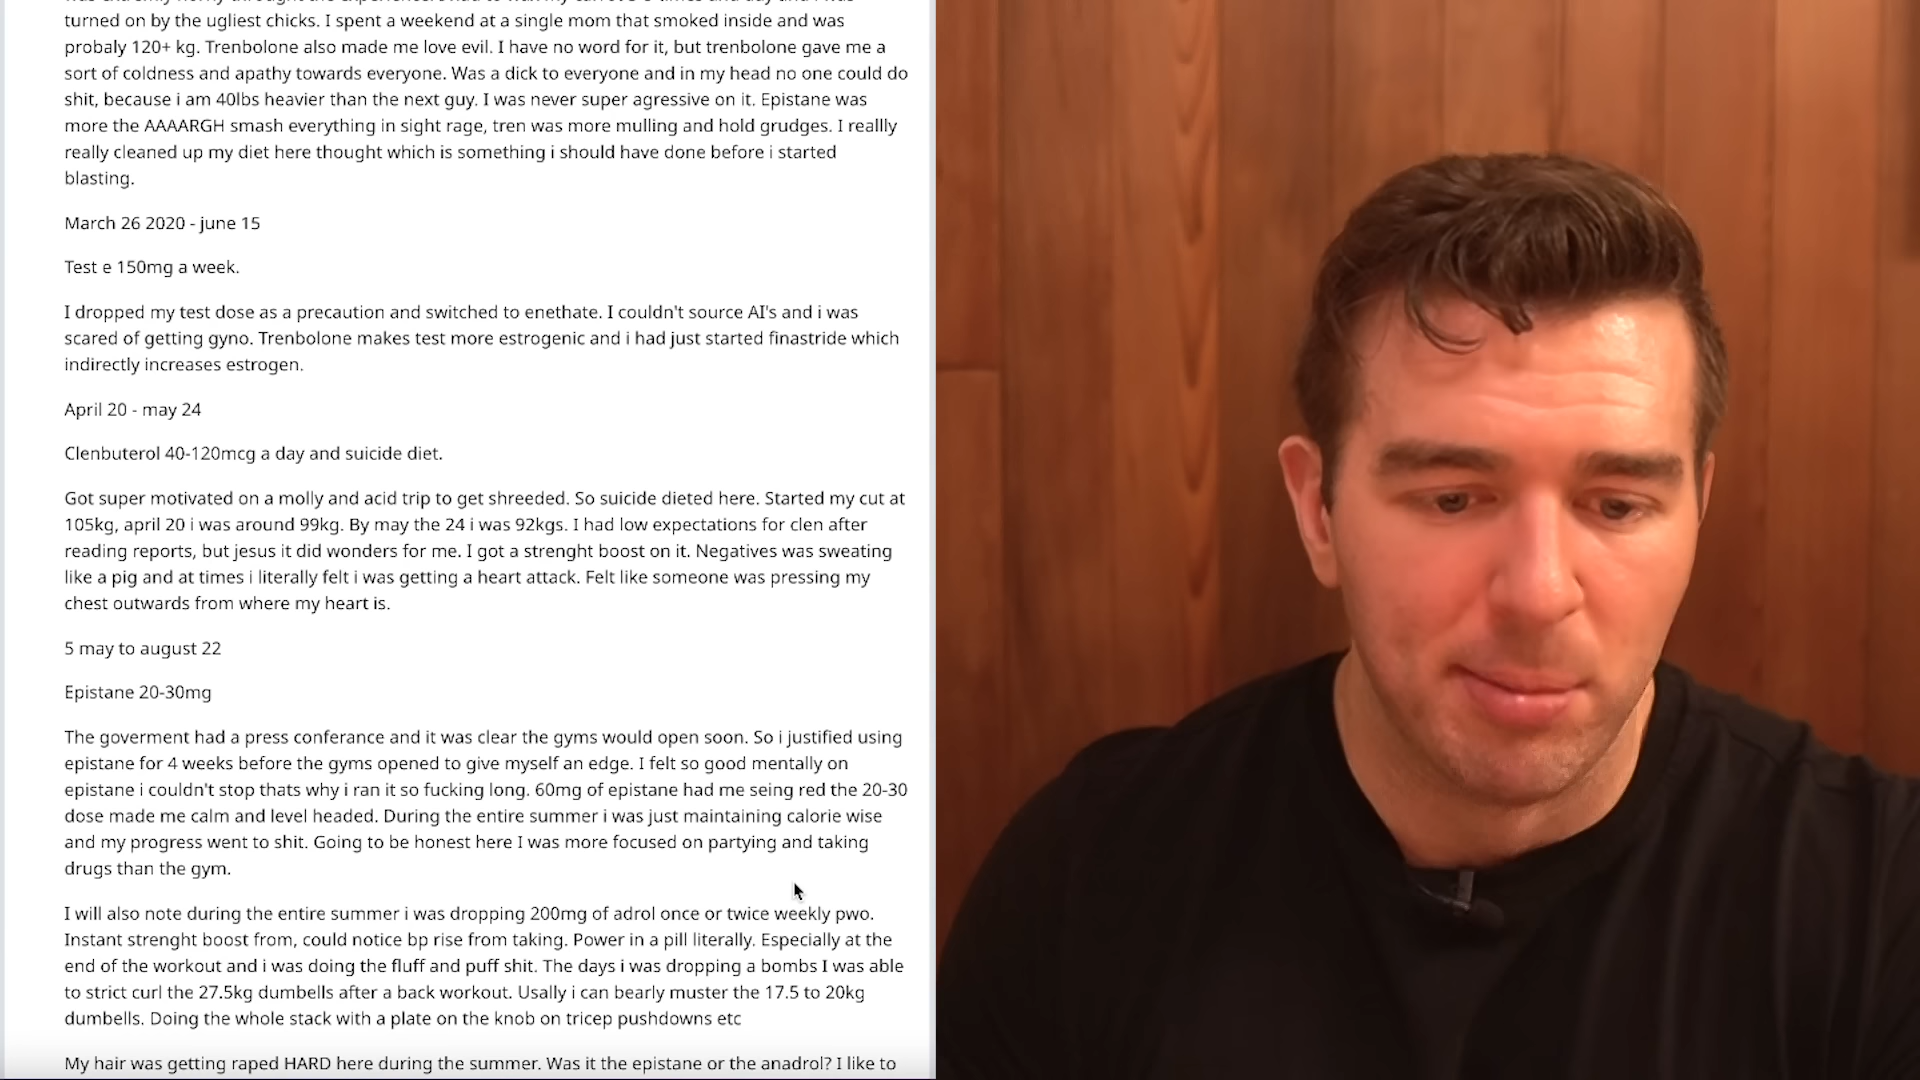 turned on by the ugliest chicks. I spent a weekend at a single mom that smoked inside and was
probaly 120+ kg. Trenbolone also made me love evil. I have no word for it, but trenbolone gave me a
sort of coldness and apathy towards everyone. Was a dick to everyone and in my head no one could do
shit, because i am 40lbs heavier than the next guy. I was never super agressive on it. Epistane was
more the AAAARGH smash everything in sight rage, tren was more mulling and hold grudges. I reallly
really cleaned up my diet here thought which is something i should have done before i started
blasting.
March 26 2020 - june 15
Test e 150mg a week.
I dropped my test dose as a precaution and switched to enethate. I couldn't source AI's and i was
scared of getting gyno. Trenbolone makes test more estrogenic and i had just started finastride which
indirectly increases estrogen.
April 20 - may 24
Clenbuterol 40-120mcg a day and suicide diet.
Got super motivated on a molly and acid trip to get shreeded. So suicide dieted here. Started my cut at
105kg, april 20 i was around 99kg. By may the 24 i was 92kgs. I had low expectations for clen after
reading reports, but jesus it did wonders for me. I got a strenght boost on it. Negatives was sweating
like a pig and at times i literally felt i was getting a heart attack. Felt like someone was pressing my
chest outwards from where my heart is.
5 may to august 22
Epistane 20-30mg
The goverment had a press conferance and it was clear the gyms would open soon. So i justified using
epistane for 4 weeks before the gyms opened to give myself an edge. I felt so good mentally on
epistane i couldn't stop thats why i ran it so fucking long. 60mg of epistane had me seing red the 20-30
dose made me calm and level headed. During the entire summer i was just maintaining calorie wise
and my progress went to shit. Going to be honest here I was more focused on partying and taking
drugs than the gym.
I will also note during the entire summer i was dropping 200mg of adrol once or twice weekly pwo.
Instant strenght boost from, could notice bp rise from taking. Power in a pill literally. Especially at the
end of the workout and i was doing the fluff and puff shit. The days i was dropping a bombs I was able
to strict curl the 27.5kg dumbells after a back workout. Usally i can bearly muster the 17.5 to 20kg
dumbells. Doing the whole stack with a plate on the knob on tricep pushdowns etc
My hair was getting raped HARD here during the summer. Was it the epistane or the anadrol? I like to